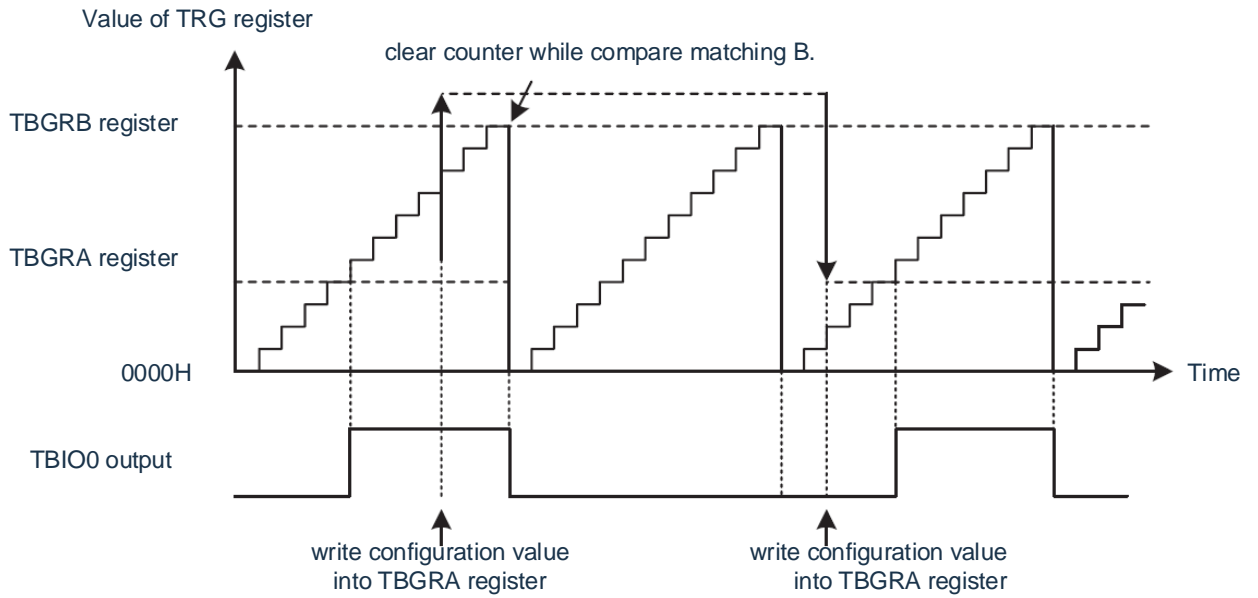 Value of TRG register
clear counter while compare matching B.
TBGRB register
TBGRA register
0000H
Time
TBIO0 output
write configuration value
into TBGRA register
write configuration value
into TBGRA register